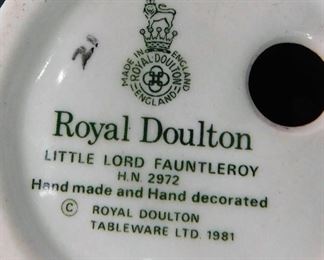 MADE IN ENGLAND
ROYAL·DOULTON
ENGLAND
Royal Doulton
LITTLE LORD FAUNTLEROY
H.N. 2972
Hand made and Hand decorated
© ROYAL DOULTON
TABLEWARE LTD. 1981